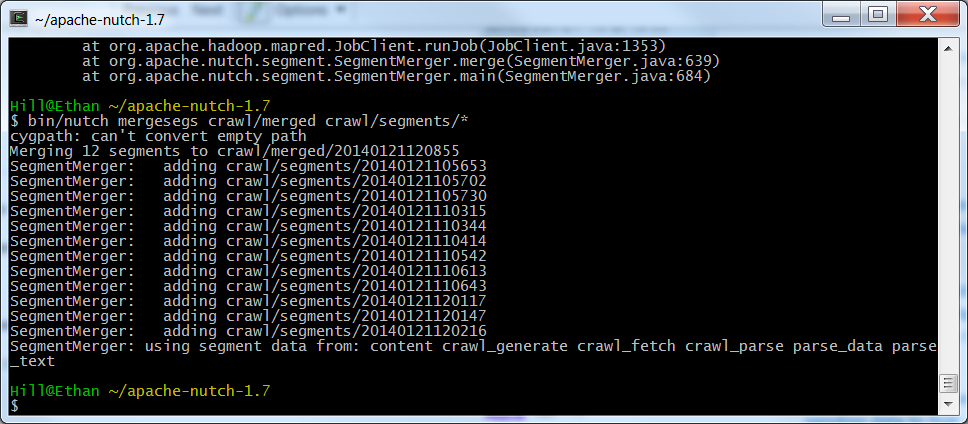 ~/apache-nutch-1.7
Options
at org.apache.hadoop.mapred.JobClient.runJob(JobClient.java:1353)
at org.apache.nutch.segment.SegmentMerger.merge(SegmentMerger.java:639)
at org.apache.nutch.segment.SegmentMerger.main(SegmentMerger.java:684)
Hill@Ethan ~/apache-nutch-1.7
$ bin/nutch mergesegs crawl/merged crawl/segments/*
cygpath: can't convert empty path
Merging 12 segments to crawl/merged/20140121120855
SegmentMerger:   adding crawl/segments/20140121105653
SegmentMerger:   adding crawl/segments/20140121105702
SegmentMerger:   adding crawl/segments/20140121105730
SegmentMerger:   adding crawl/segments/20140121110315
SegmentMerger:   adding crawl/segments/20140121110344
SegmentMerger:   adding crawl/segments/20140121110414
SegmentMerger:   adding crawl/segments/20140121110542
SegmentMerger:   adding crawl/segments/20140121110613
SegmentMerger:   adding crawl/segments/20140121110643
SegmentMerger:   adding crawl/segments/20140121120117
SegmentMerger:   adding crawl/segments/20140121120147
SegmentMerger:   adding crawl/segments/20140121120216
SegmentMerger: using segment data from: content crawl_generate crawl_fetch crawl_parse parse_data parse
_text
Hill@Ethan ~/apache-nutch-1.7
$